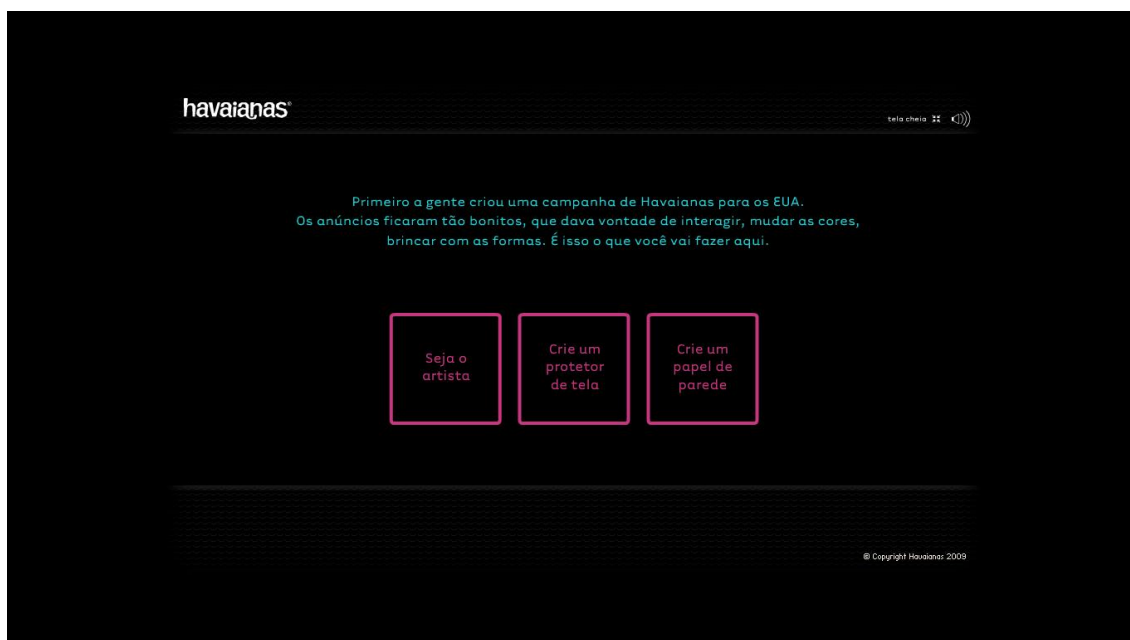 havaianas®
tela cheia
Primeiro a gente criou uma campanha de Havaianas para os EUA.
Os anúncios ficaram tão bonitos, que dava vontade de interagir, mudar as cores,
brincar com as formas. É isso o que você vai fazer aqui.
Seja o
artista
Crie um
protetor
de tela
Crie um
papel de
parede
© Copyright Havaianas 2009